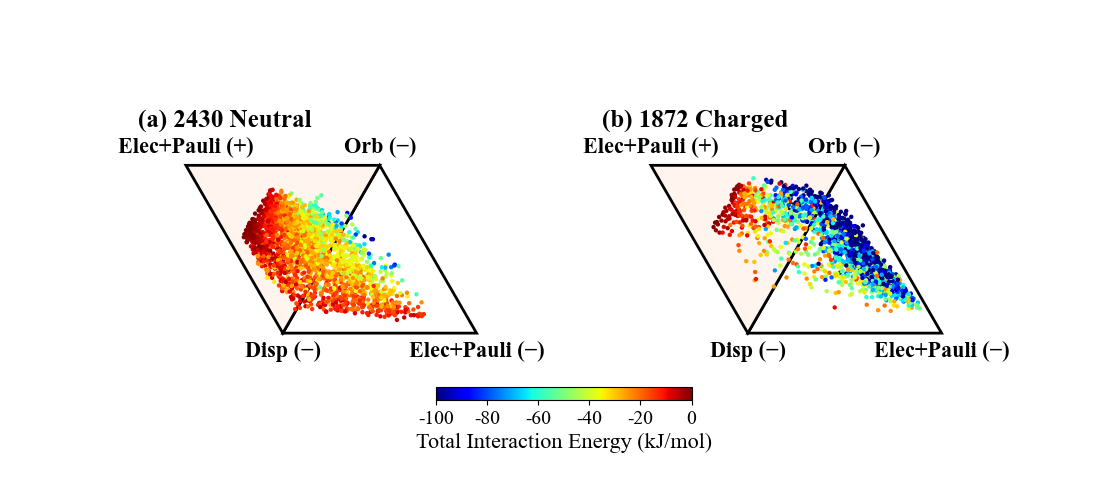 (a) 2430 Neutral
Elec+Pauli (+)
Orb (−)
Disp (−)
Elec+Pauli (−)
(b) 1872 Charged
Elec+Pauli (+)
Orb (−)
Disp (−)
Elec+Pauli (−)
-100 -80 -60 -40 -20 0
Total Interaction Energy (kJ/mol)